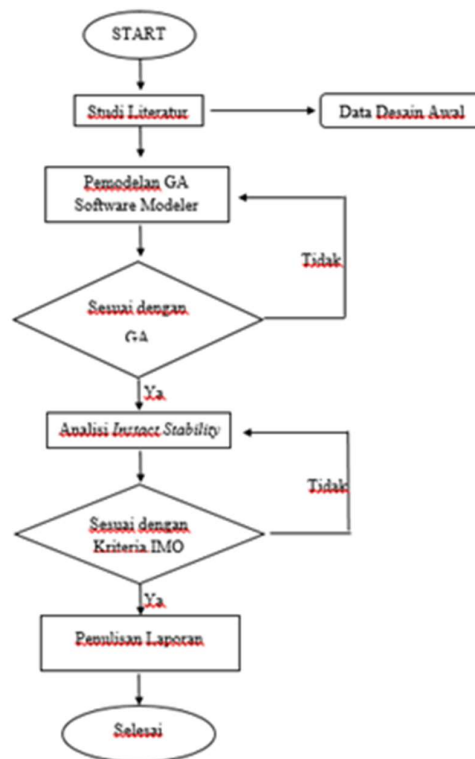 START
Studi Literatur
Data Desain Awal
Pemodelan GA
Software Modeler
Tidak
Sesuai dengan
GA
Ya
Analisi Instact Stability
Tidak
Sesuai dengan
Kriteria IMO
Ya
Penulisan Laporan
Selesai